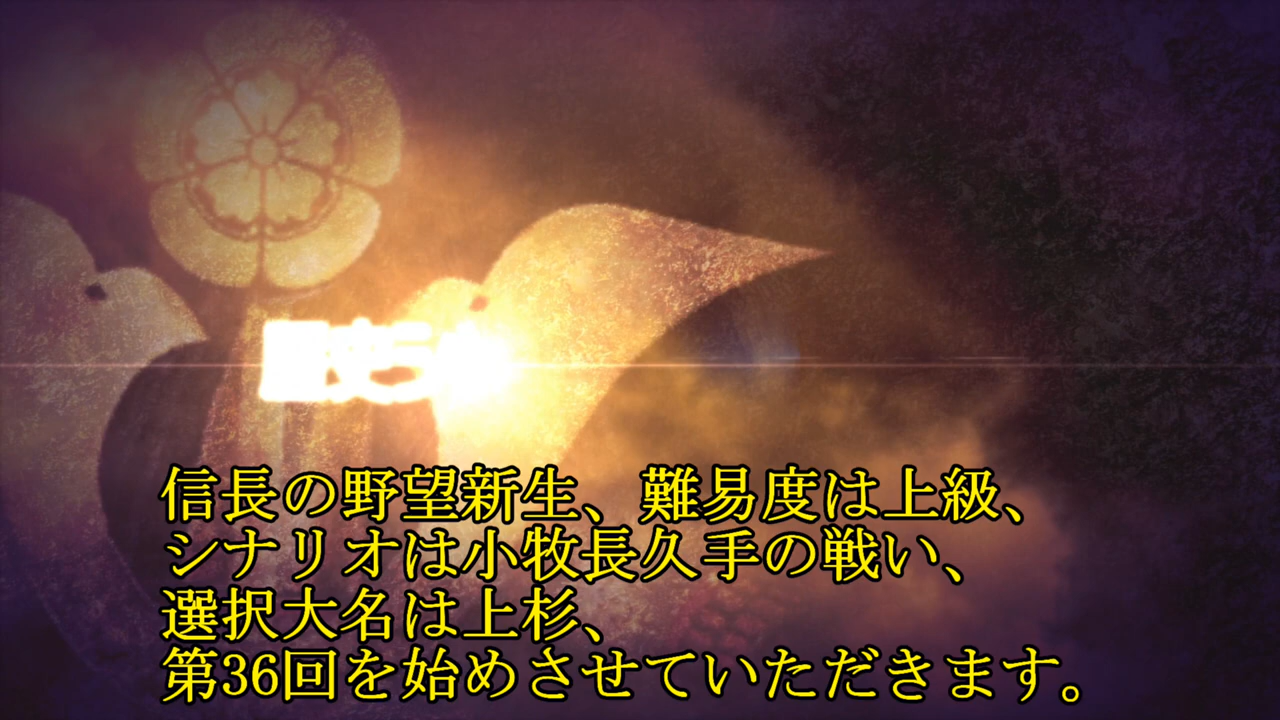 信長の野望新生、難易度は上級、
シナリオは小牧長久手の戦い、
選択大名は上杉、
第36回を始めさせていただきます。